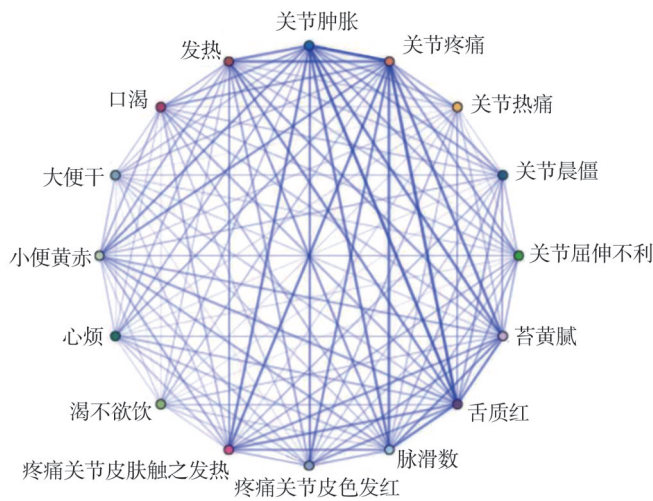 关节肿胀
关节疼痛
发热
口渴
关节热痛
大便干
关节晨僵
小便黄赤
关节屈伸不利
心烦
苔黄腻
渴不欲饮
舌质红
疼痛关节皮肤触之发热
脉滑数
疼痛关节皮色发红